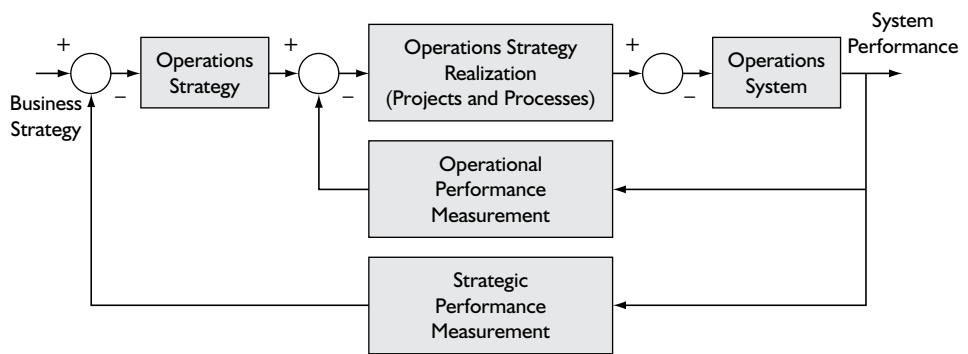 System
Performance
+
+
+
Operations
Strategy
Operations Strategy
Realization
(Projects and Processes)
Operations
System
−
−
−
Business
Strategy
Operational
Performance
Measurement
Strategic
Performance
Measurement